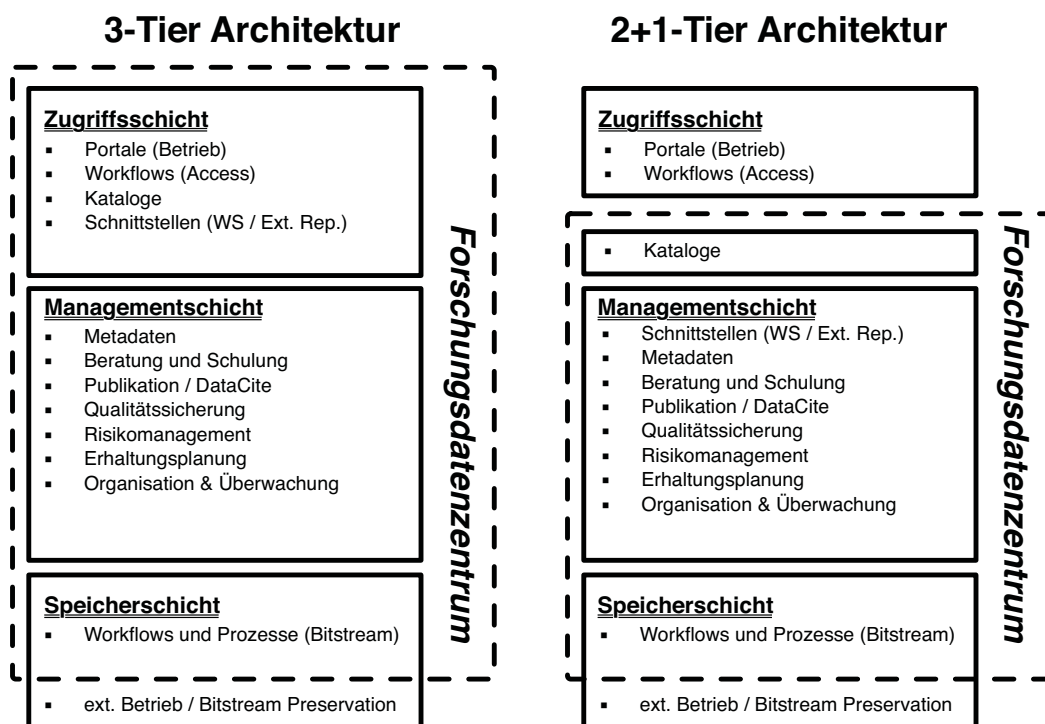 3-Tier Architektur
Zugriffsschicht
▪ Portale (Betrieb)
▪ Workflows (Access)
▪ Kataloge
▪ Schnittstellen (WS / Ext. Rep.)
Managementschicht
▪ Metadaten
▪ Beratung und Schulung
▪ Publikation / DataCite
▪ Qualitätssicherung
▪ Risikomanagement
▪ Erhaltungsplanung
▪ Organisation & Überwachung
Speicherschicht
▪ Workflows und Prozesse (Bitstream)
▪ ext. Betrieb / Bitstream Preservation
Forschungsdatenzentrum
2+1-Tier Architektur
Zugriffsschicht
▪ Portale (Betrieb)
▪ Workflows (Access)
▪ Kataloge
Managementschicht
▪ Schnittstellen (WS / Ext. Rep.)
▪ Metadaten
▪ Beratung und Schulung
▪ Publikation / DataCite
▪ Qualitätssicherung
▪ Risikomanagement
▪ Erhaltungsplanung
▪ Organisation & Überwachung
Speicherschicht
▪ Workflows und Prozesse (Bitstream)
▪ ext. Betrieb / Bitstream Preservation
Forschungsdatenzentrum